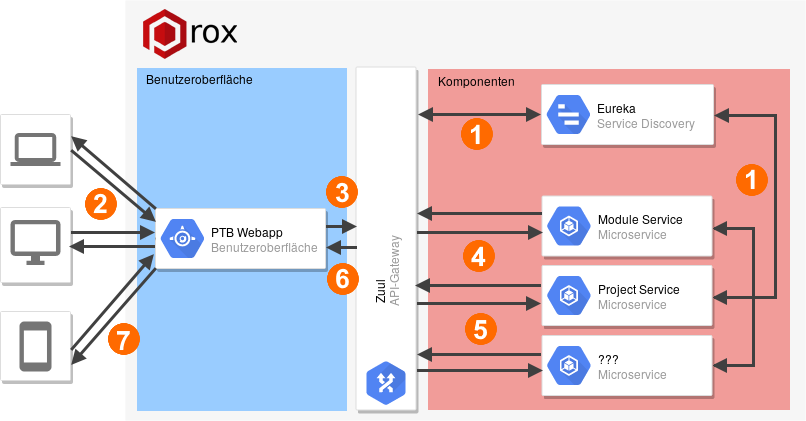 Prox
Benutzeroberfläche
Komponenten
Eureka
Service Discovery
1
1
2
3
PTB Webapp
Benutzeroberfläche
Module Service
Microservice
4
Zuul
API-Gateway
6
Project Service
Microservice
5
7
???
Microservice